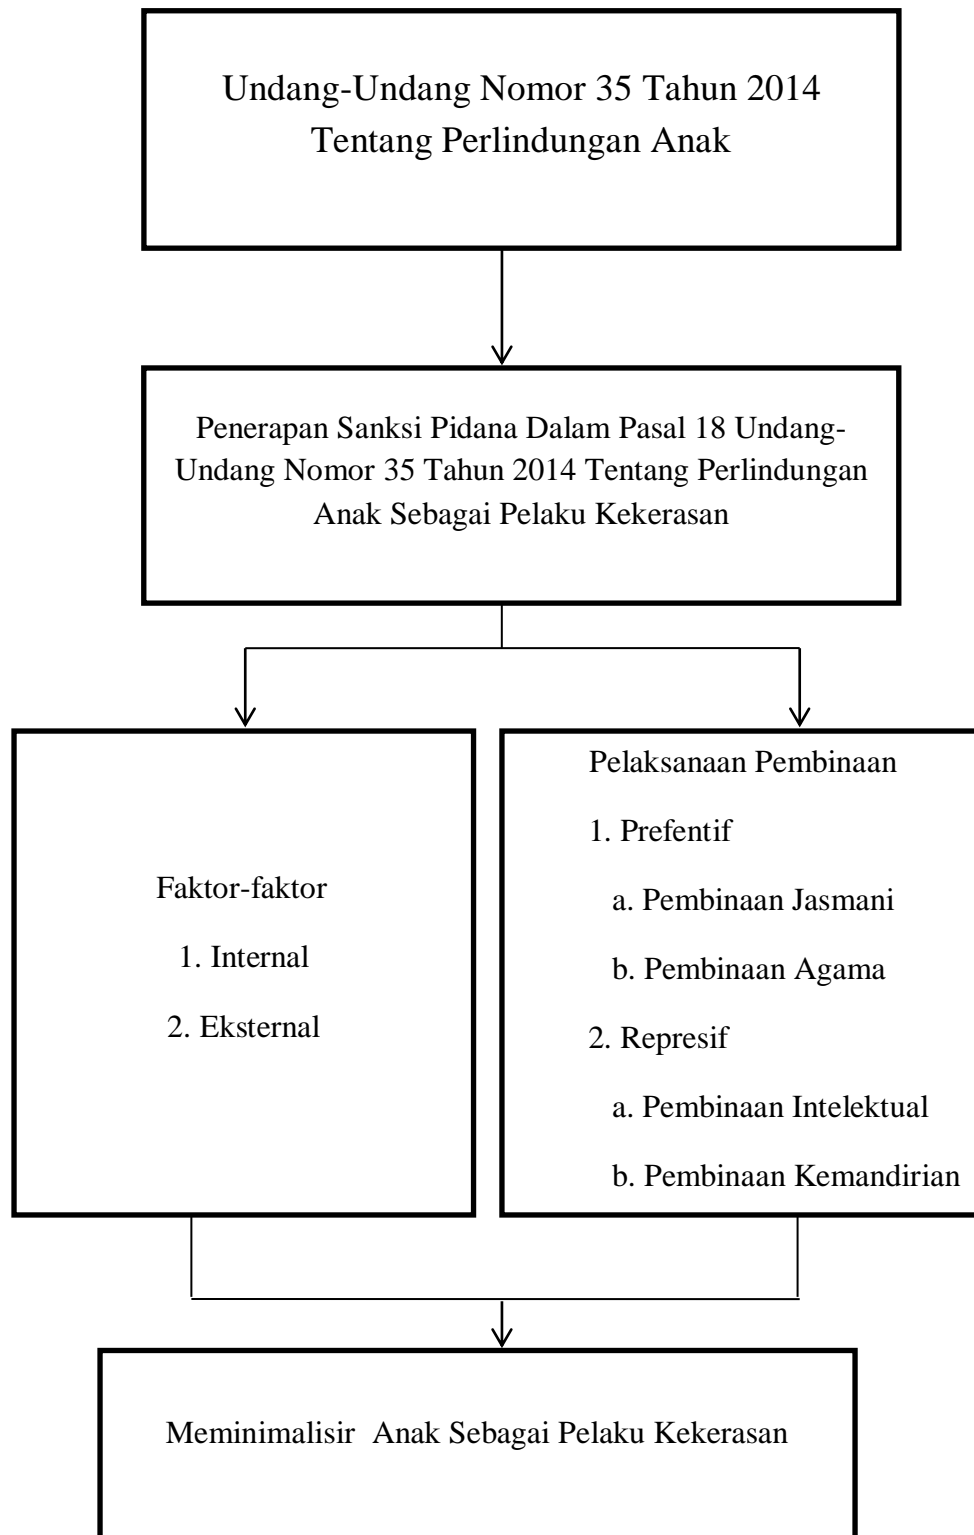 Undang-Undang Nomor 35 Tahun 2014
Tentang Perlindungan Anak
Penerapan Sanksi Pidana Dalam Pasal 18 Undang-
Undang Nomor 35 Tahun 2014 Tentang Perlindungan
Anak Sebagai Pelaku Kekerasan
Faktor-faktor
1. Internal
2. Eksternal
Pelaksanaan Pembinaan
1. Prefentif
a. Pembinaan Jasmani
b. Pembinaan Agama
2. Represif
a. Pembinaan Intelektual
b. Pembinaan Kemandirian
Meminimalisir  Anak Sebagai Pelaku Kekerasan